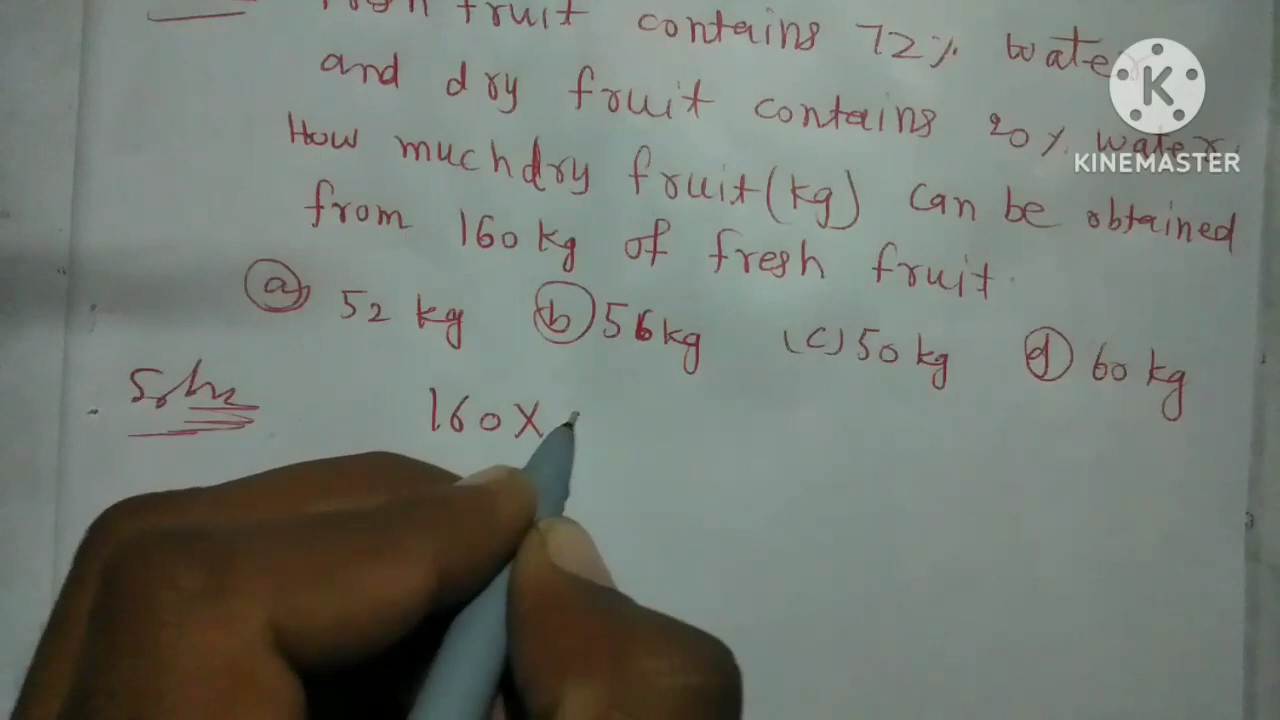 fruit contains 72% water
and dry fruit contains 20% water.
How much dry fruit (kg) can be obtained
from 160 kg of fresh fruit.
(a) 52 kg (b) 56 kg (c) 50 kg (d) 60 kg
Soln 160 X
K
KINEMASTER